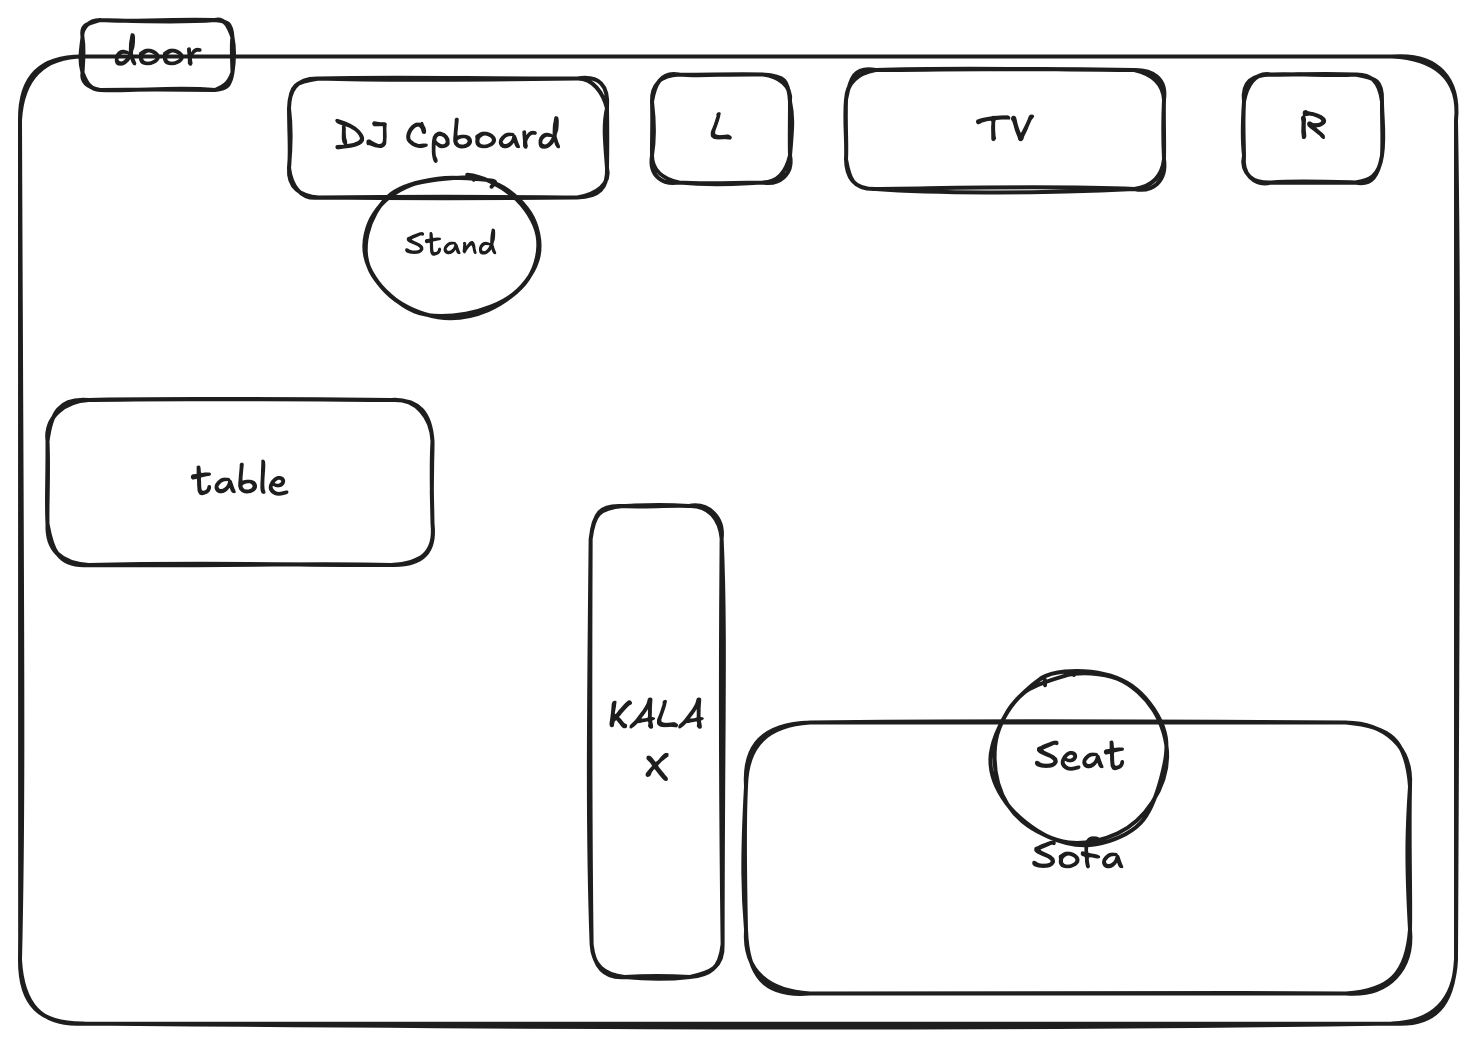 door
DJ Cpboard
L
TV
R
Stand
table
KALA
X
Seat
Sofa